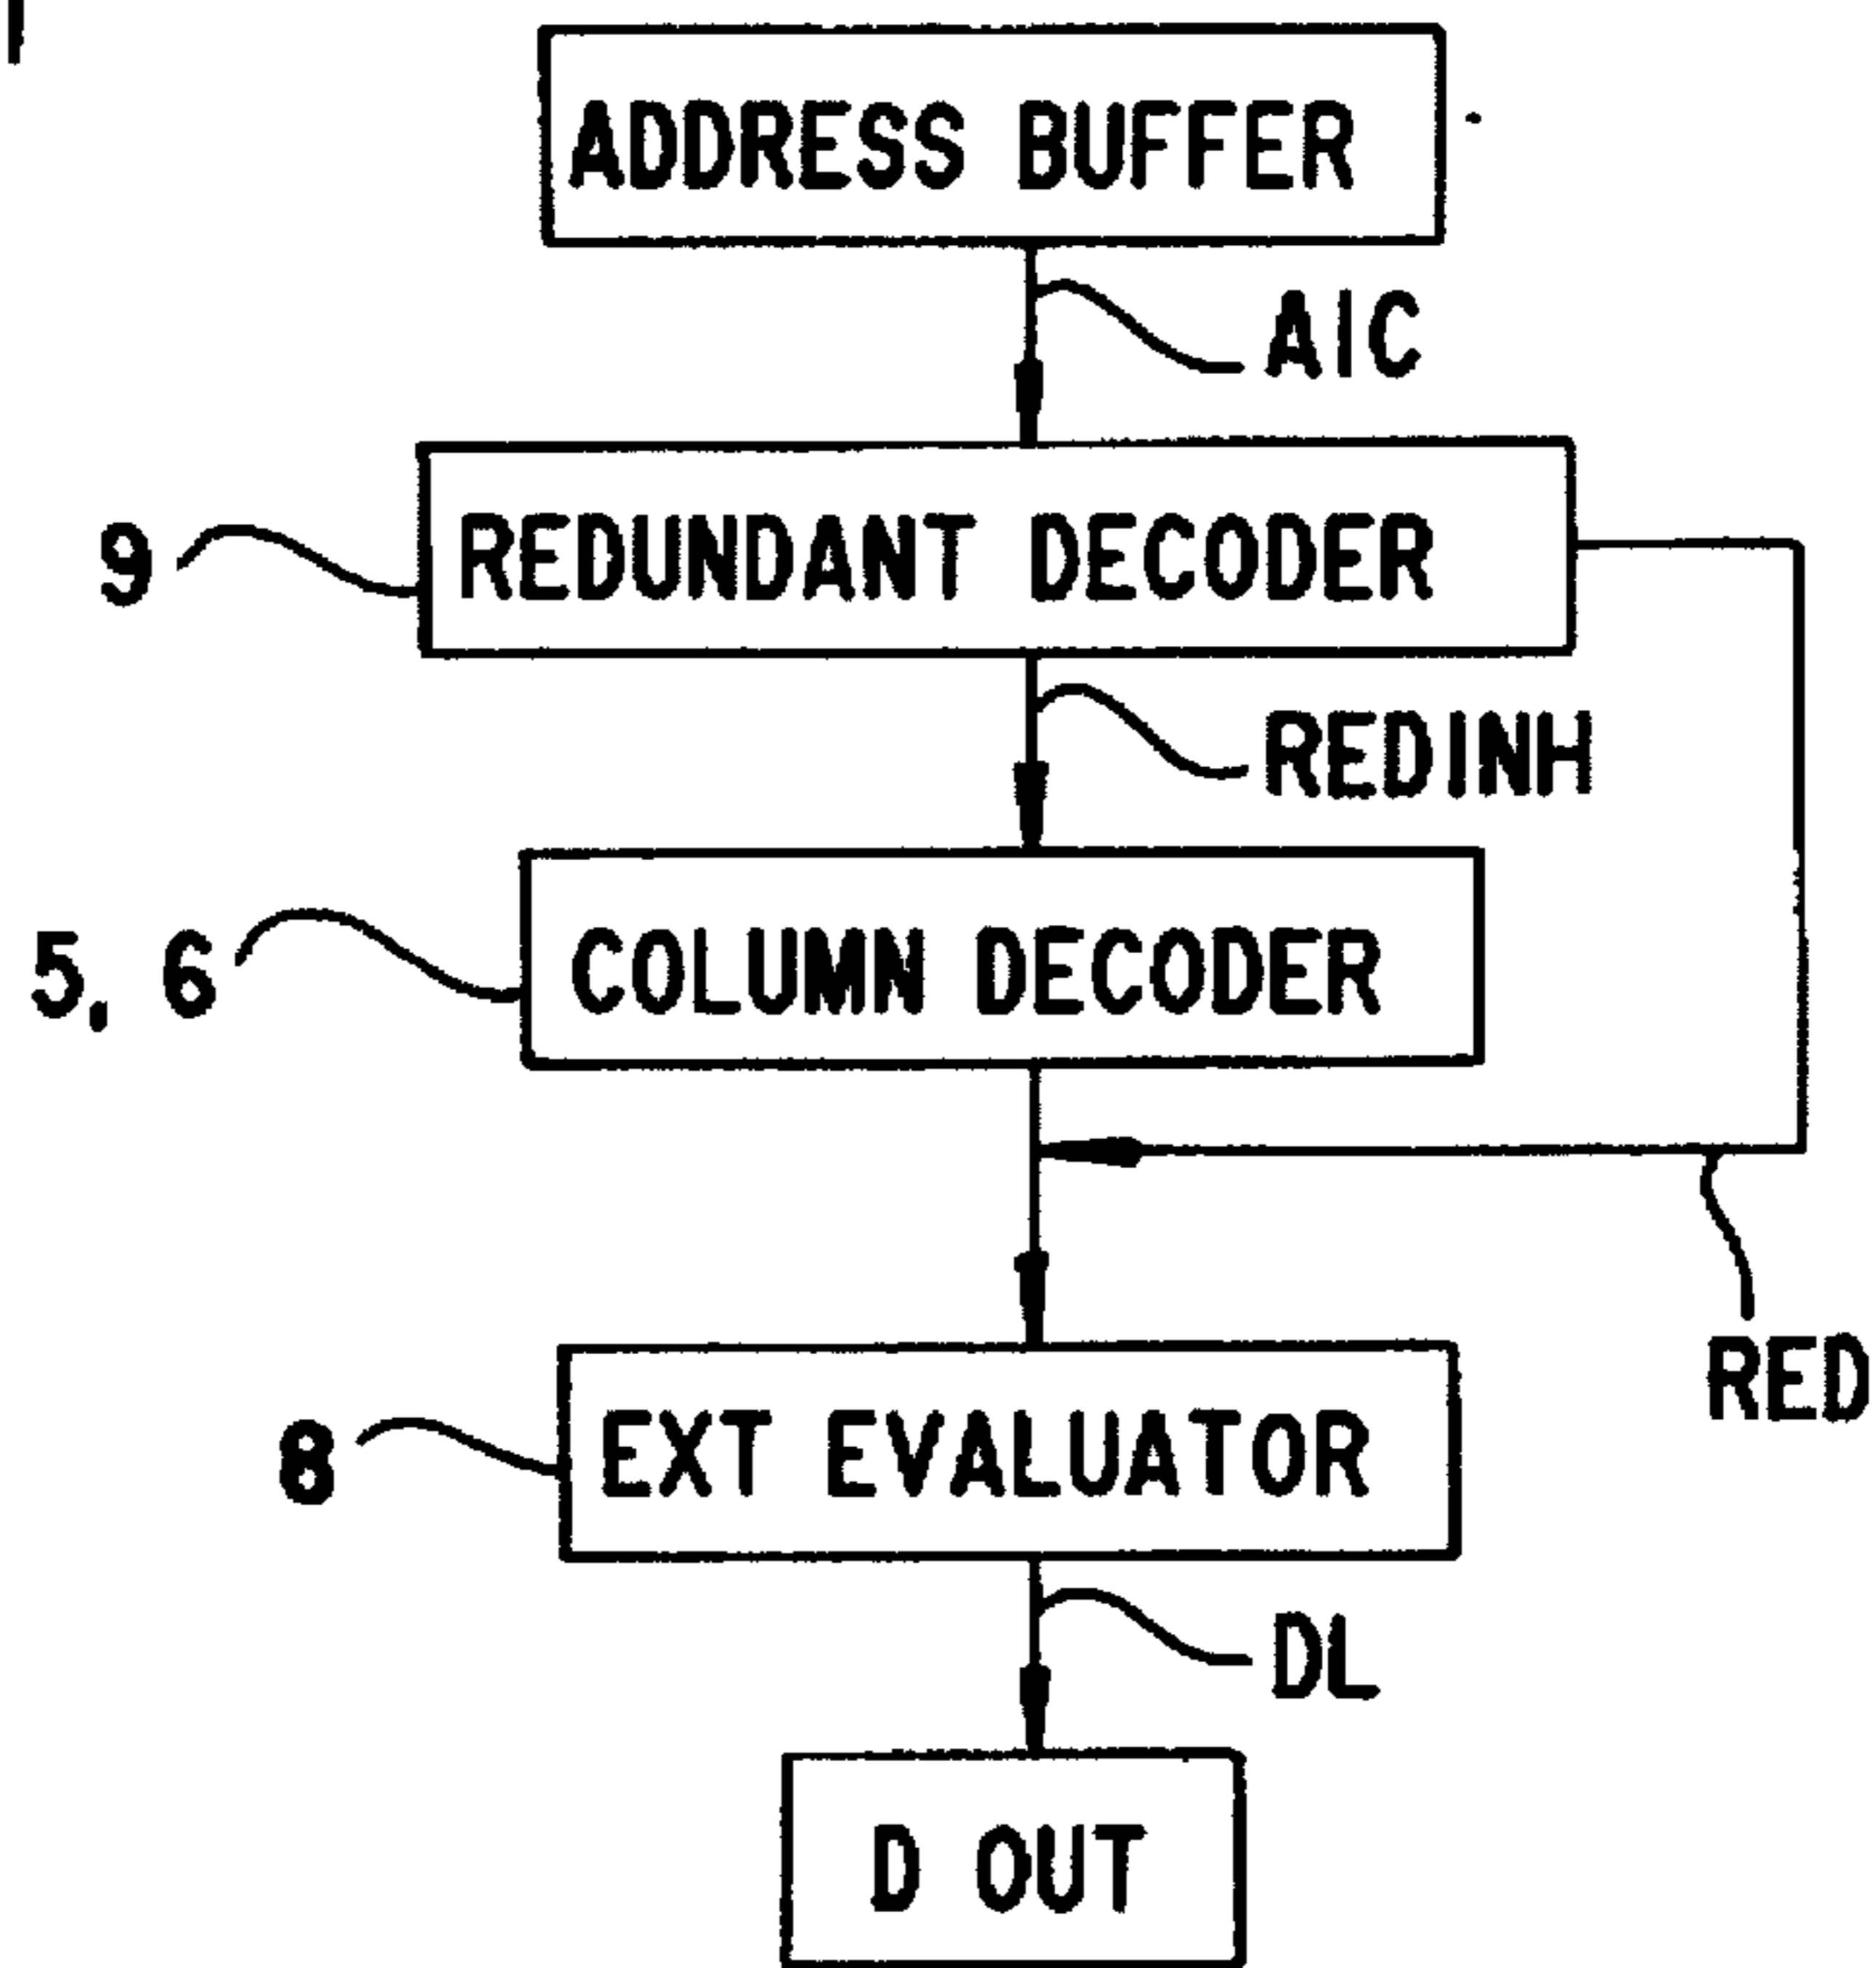 ADDRESS BUFFER
AIC
9
REDUNDANT DECODER
REDINH
5, 6
COLUMN DECODER
RED
8
EXT EVALUATOR
DL
D OUT